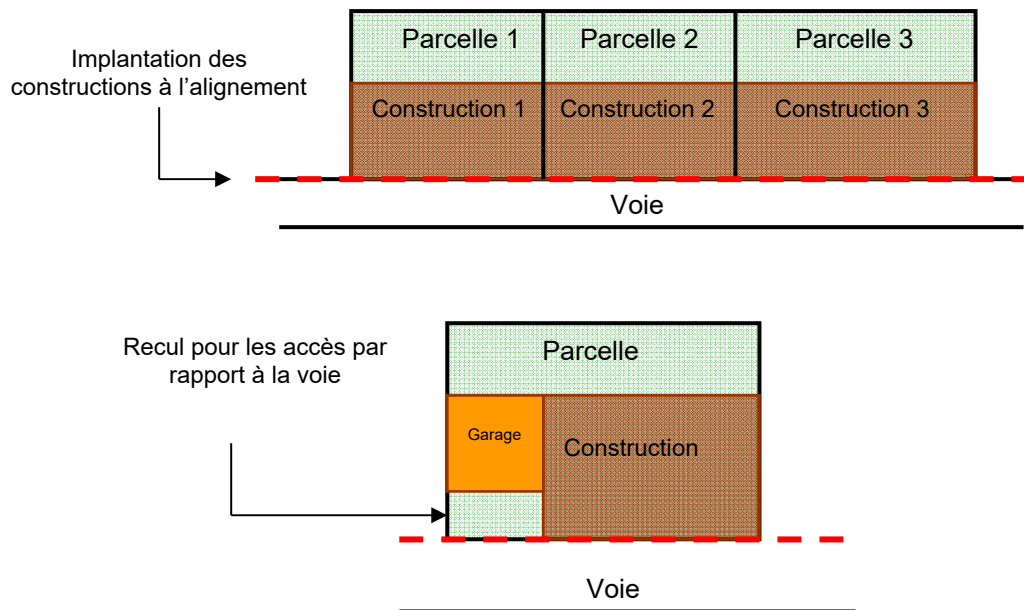 Implantation des
constructions à l’alignement
Parcelle 1
Parcelle 2
Parcelle 3
Construction 1
Construction 2
Construction 3
Voie
Recul pour les accès par
rapport à la voie
Parcelle
Garage
Construction
Voie